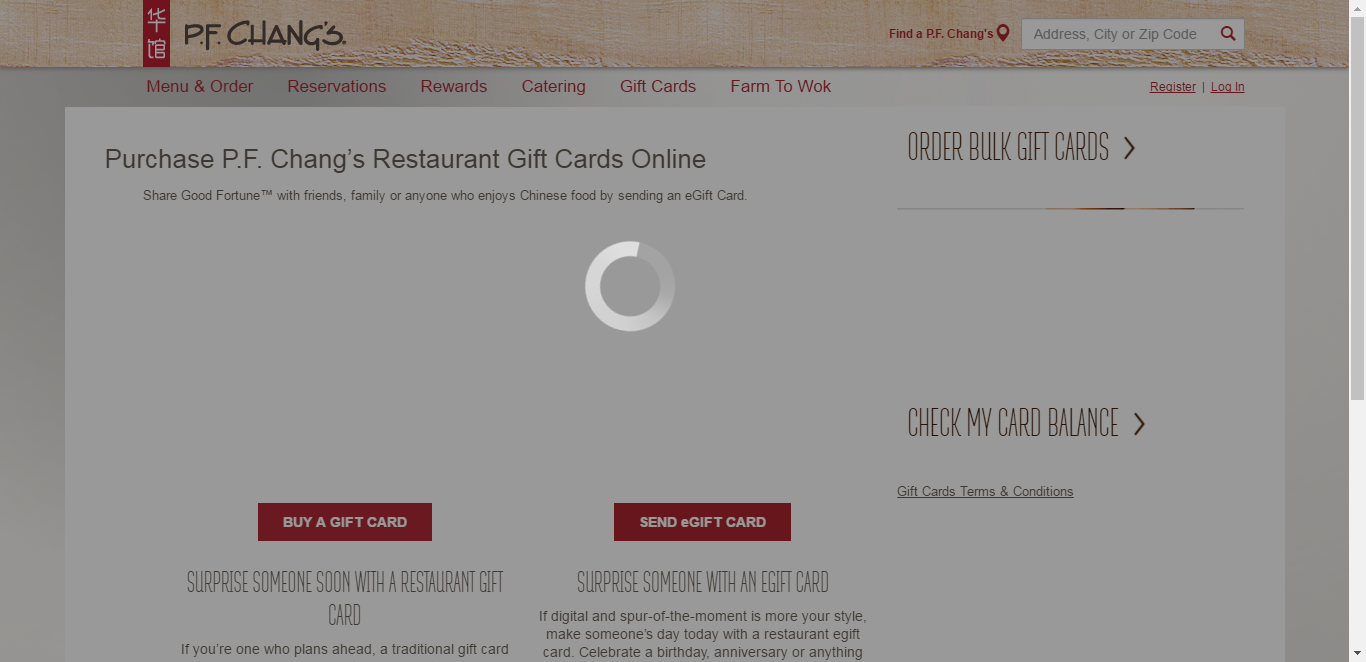 华
馆
P.F. CHANG'S®
Find a P.F. Chang's
Address, City or Zip Code
Menu & Order
Reservations
Rewards
Catering
Gift Cards
Farm To Wok
Register | Log In
Purchase P.F. Chang’s Restaurant Gift Cards Online
Share Good Fortune™ with friends, family or anyone who enjoys Chinese food by sending an eGift Card.
ORDER BULK GIFT CARDS
CHECK MY CARD BALANCE
Gift Cards Terms & Conditions
BUY A GIFT CARD
SURPRISE SOMEONE SOON WITH A RESTAURANT GIFT
CARD
If you’re one who plans ahead, a traditional gift card
SEND eGIFT CARD
SURPRISE SOMEONE WITH AN EGIFT CARD
If digital and spur-of-the-moment is more your style,
make someone’s day today with a restaurant egift
card. Celebrate a birthday, anniversary or anything